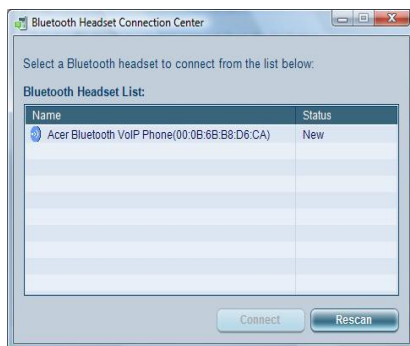 Bluetooth Headset Connection Center
Select a Bluetooth headset to connect from the list below:
Bluetooth Headset List:
Name Status
Acer Bluetooth VoIP Phone(00:0B:6B:B8:D6:CA) New
Connect Rescan